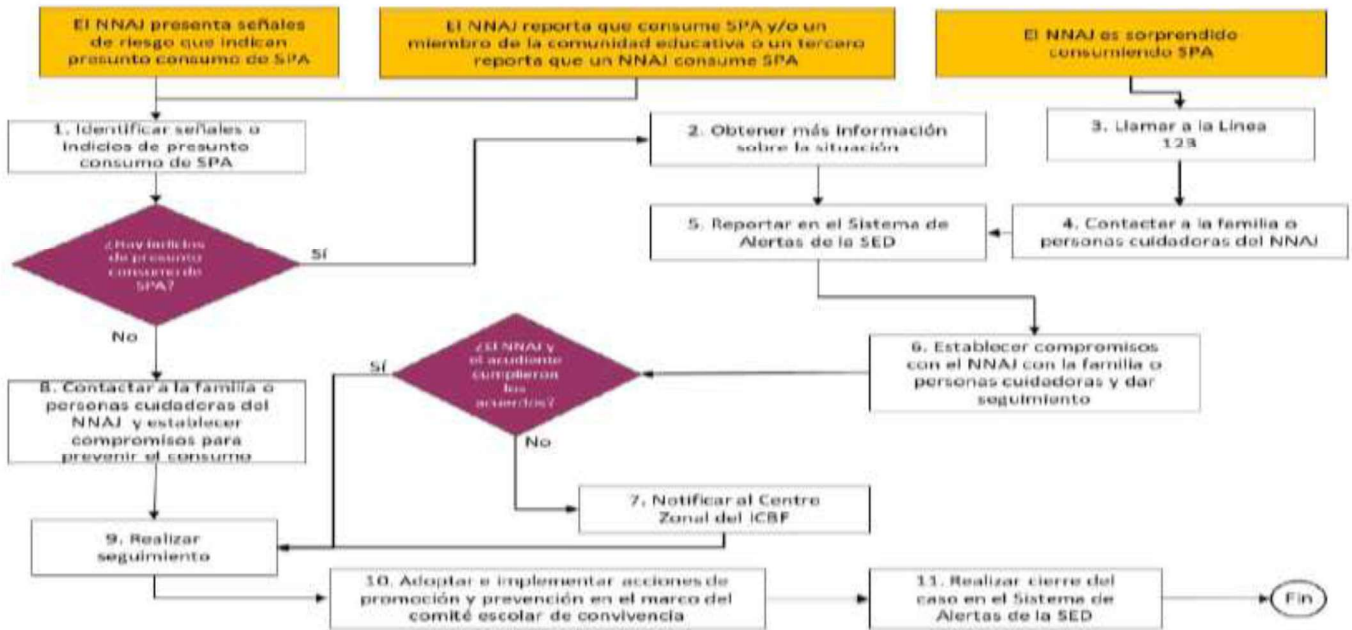 El NNAJ presenta señales
de riesgo que indican
presunto consumo de SPA
El NNAJ reporta que consume SPA y/o un
miembro de la comunidad educativa o un tercero
reporta que un NNAJ consume SPA
El NNAJ es sorprendido
consumiendo SPA
1. Identificar señales o
indicios de presunto
consumo de SPA
2. Obtener más información
sobre la situación
3. Llamar a la Línea
123
¿Hay indicios
de presunto
consumo de
SPA?
Sí
5. Reportar en el Sistema de
Alertas de la SED
4. Contactar a la familia o
personas cuidadoras del NNAJ
No
¿El NNAJ y
el acudiente
cumplieron los
acuerdos?
Sí
6. Establecer compromisos
con el NNAJ con la familia o
personas cuidadoras y dar
seguimiento
8. Contactar a la familia o
personas cuidadoras del
NNAJ y establecer
compromisos para
prevenir el consumo
No
7. Notificar al Centro
Zonal del ICBF
9. Realizar
seguimiento
10. Adoptar e implementar acciones de
promoción y prevención en el marco del
comité escolar de convivencia
11. Realizar cierre del
caso en el Sistema de
Alertas de la SED
Fin